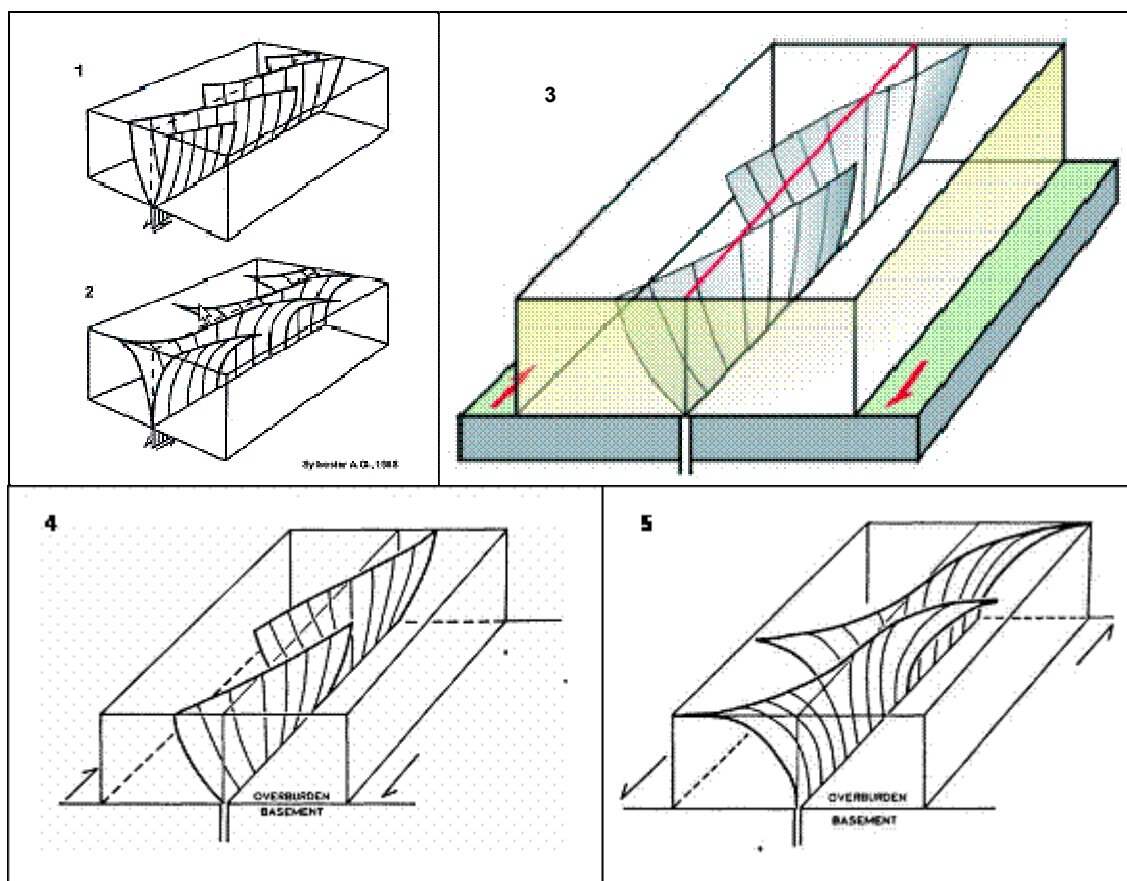 1
3
2
Sylvester A.G., 1988
4
OVERBURDEN
BASEMENT
5
OVERBURDEN
BASEMENT